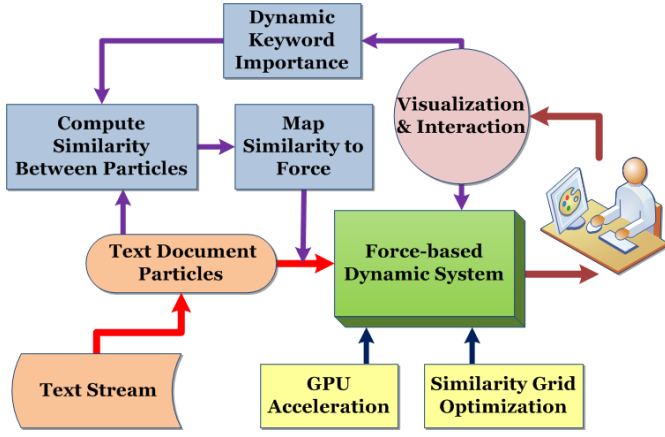 Dynamic
Keyword
Importance
Visualization
& Interaction
Compute
Similarity
Between Particles
Map
Similarity to
Force
Text Document
Particles
Force-based
Dynamic System
Text Stream
GPU
Acceleration
Similarity Grid
Optimization